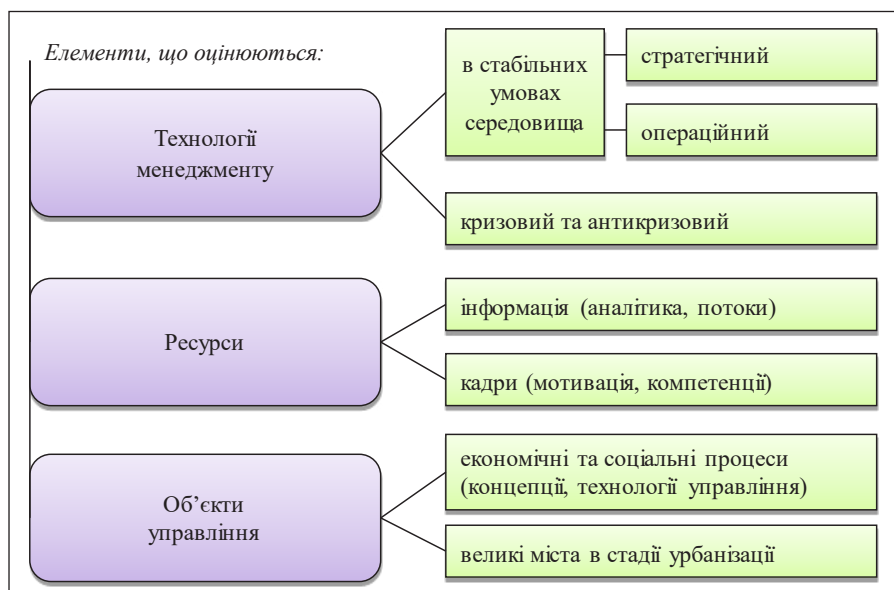 Елементи, що оцінюються:
Технології
менеджменту
в стабільних
умовах
середовища
стратегічний
операційний
кризовий та антикризовий
Ресурси
інформація (аналітика, потоки)
кадри (мотивація, компетенції)
Об’єкти
управління
економічні та соціальні процеси
(концепції, технології управління)
великі міста в стадії урбанізації